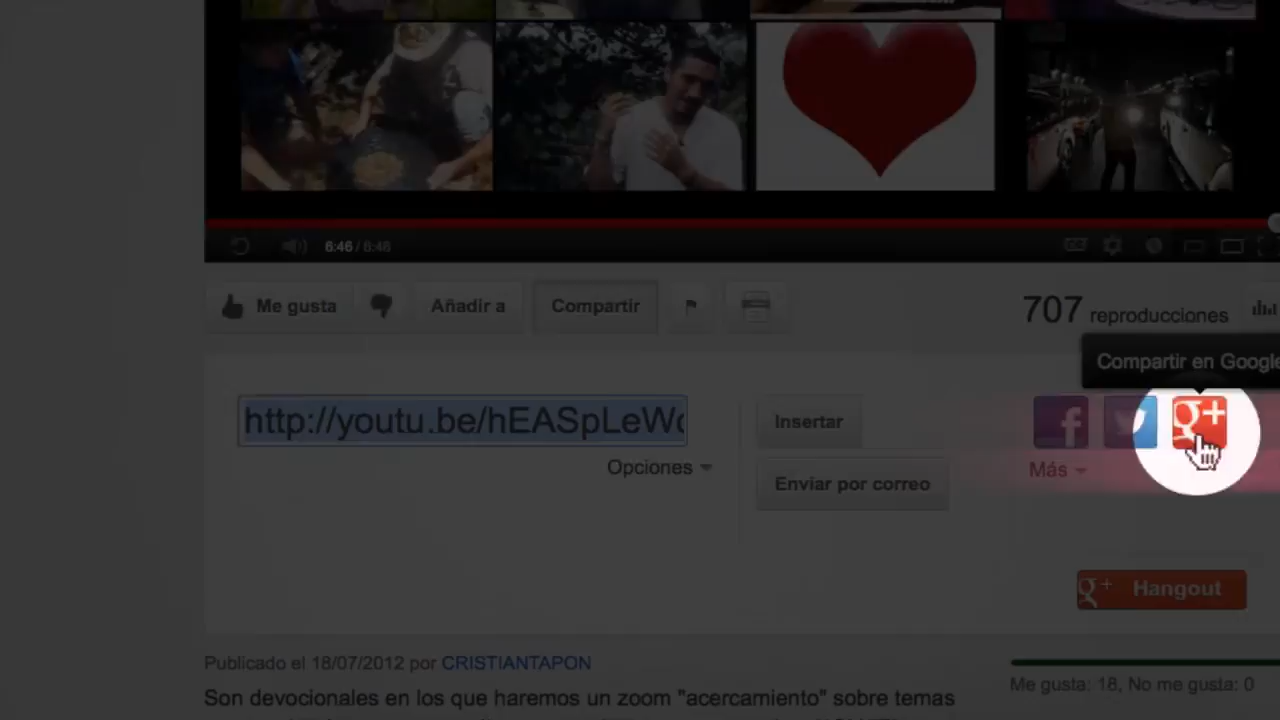 6:46 / 6:46
Me gusta
Añadir a
Compartir
707 reproducciones
Compartir en Google
http://youtu.be/hEASpLeWc
Insertar
g+
Opciones
Más
Enviar por correo
g+ Hangout
Publicado el 18/07/2012 por CRISTIANTAPON
Me gusta: 18, No me gusta: 0
Son devocionales en los que haremos un zoom "acercamiento" sobre temas